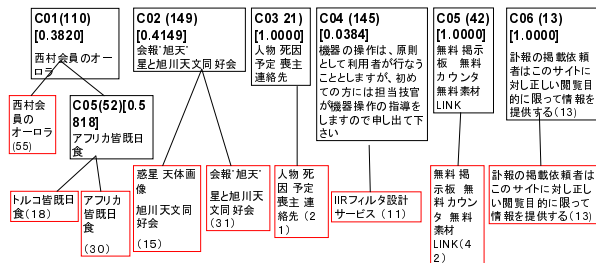 C01(110)
[0.3820]
西村会員のオー
ロラ
C02 (149)
[0.4149]
会報'旭天'
星と旭川天文同好会
C03 21)
[1.0000]
人物 死因
予定 喪主
連絡先
C04 (145)
[0.0384]
機器の操作は、原則
として利用者が行なう
こととしますが、初め
ての方には担当技官
が機器操作の指導を
しますので申し出て下
さい
C05 (42)
[1.0000]
無料 掲示
板 無料
カウンタ
無料素材
LINK
C06 (13)
[1.0000]
訃報の掲載依頼
者はこのサイトに
対し正しい閲覧目
的に限って情報を
提供する(13)
西村会
員の
オーロラ
(55)
C05(52)[0.5
818]
アフリカ皆既日
食
トルコ皆既日
食(18)
アフリカ
皆既日
食
(30)
惑星 天体画
像
旭川天文同
好会
(15)
会報'旭天'
星と旭川天
文同好会
(31)
人物 死
因 予定
喪主 連
絡先 (2
1)
IIRフィルタ設計
サービス (11)
無料 掲
示板 無
料カウン
タ 無料
素材
LINK(4
2)
訃報の掲載依頼者は
このサイトに対し正し
い閲覧目的に限って
情報を提供する(13)